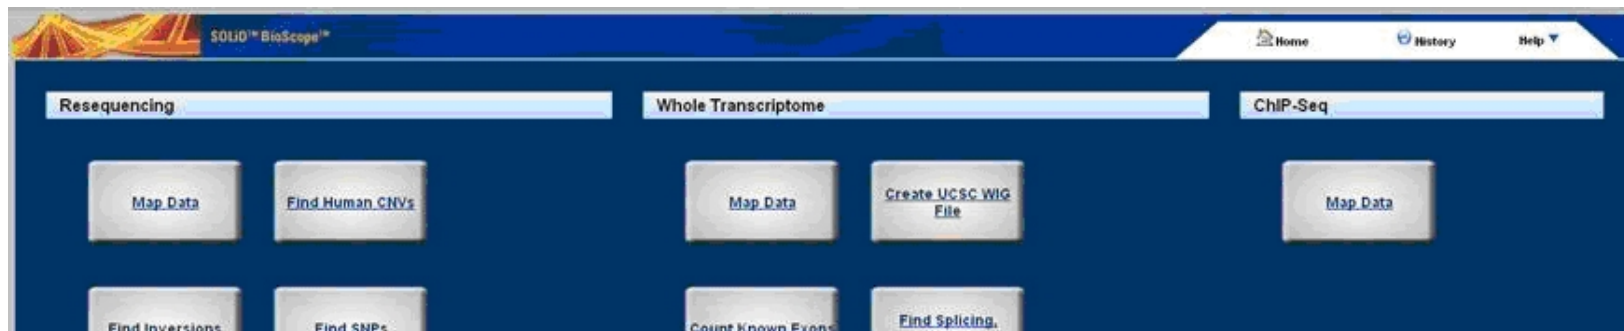 SOLiD™ BioScope™
Home
History
Help
Resequencing
Whole Transcriptome
ChIP-Seq
Map Data
Find Human CNVs
Map Data
Create UCSC WIG
File
Map Data
Find Inversions
Find SNPs
Count Known Exons
Find Splicing,